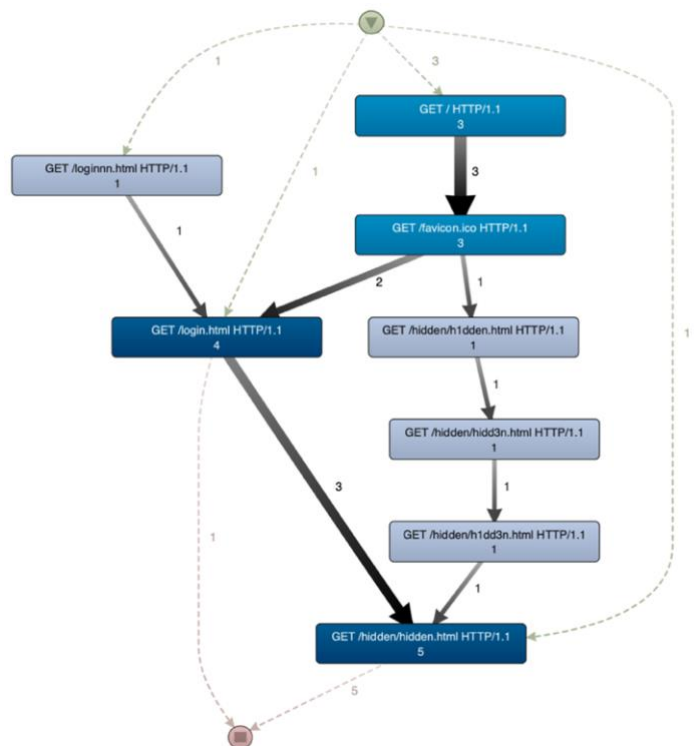 1
3
GET / HTTP/1.1
3
1
GET /loginnn.html HTTP/1.1
1
3
GET /favicon.ico HTTP/1.1
3
1
2
1
GET /login.html HTTP/1.1
4
GET /hidden/h1dden.html HTTP/1.1
1
1
1
GET /hidden/hidd3n.html HTTP/1.1
1
3
1
1
GET /hidden/h1dd3n.html HTTP/1.1
1
1
GET /hidden/hidden.html HTTP/1.1
5
5